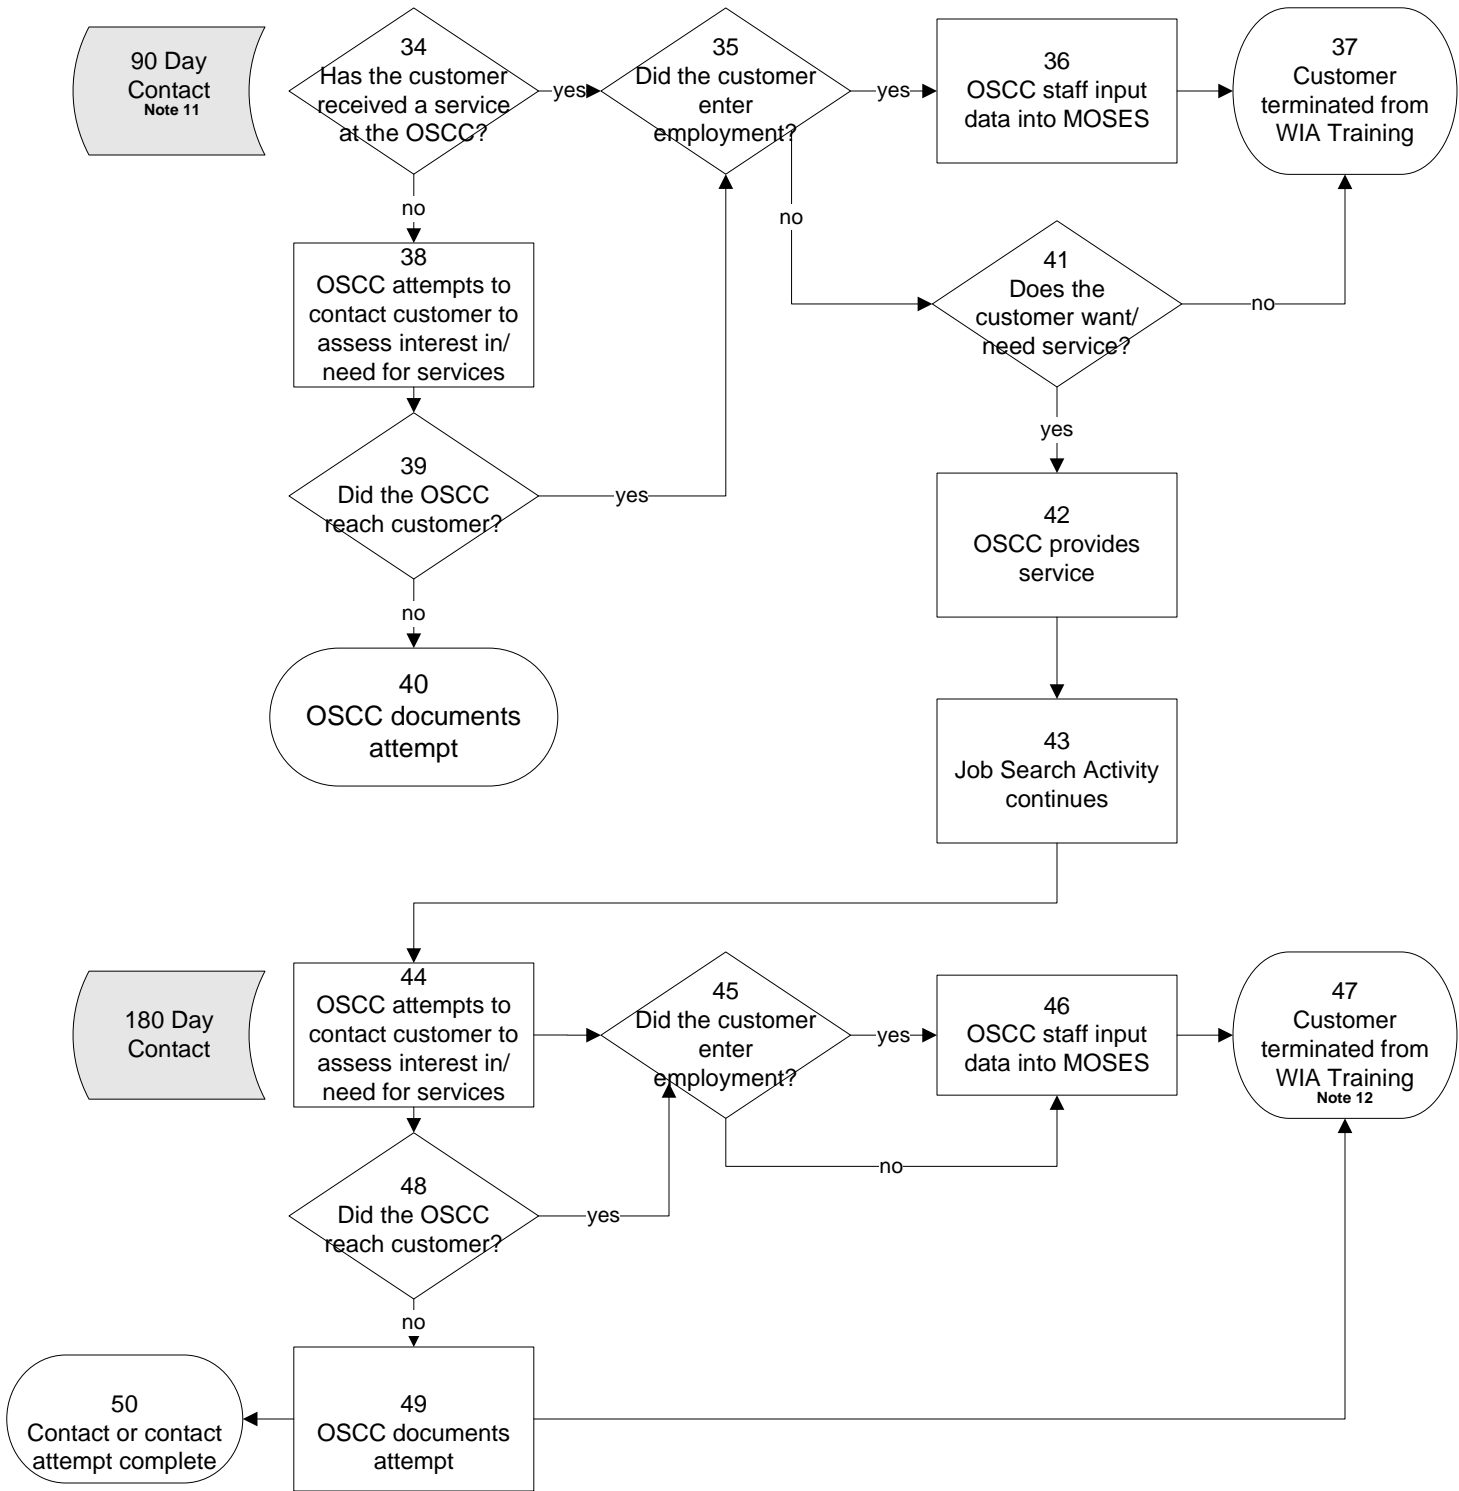 90 Day
Contact
Note 11
34
Has the customer
received a service
at the OSCC?
yes
35
Did the customer
enter
employment?
yes
36
OSCC staff input
data into MOSES
37
Customer
terminated from
WIA Training
no
no
38
OSCC attempts to
contact customer to
assess interest in/
need for services
41
Does the
customer want/
need service?
no
yes
39
Did the OSCC
reach customer?
yes
no
42
OSCC provides
service
40
OSCC documents
attempt
43
Job Search Activity
continues
180 Day
Contact
44
OSCC attempts to
contact customer to
assess interest in/
need for services
45
Did the customer
enter
employment?
yes
46
OSCC staff input
data into MOSES
47
Customer
terminated from
WIA Training
Note 12
no
48
Did the OSCC
reach customer?
yes
no
50
Contact or contact
attempt complete
49
OSCC documents
attempt